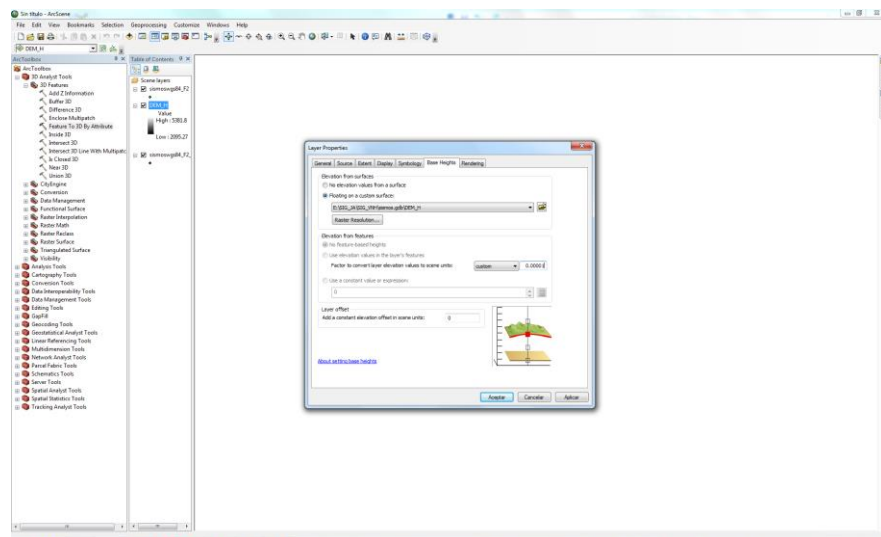 Sin título - ArcScene
File Edit View Bookmarks Selection Geoprocessing Customize Windows Help
DEM_H
ArcToolbox
ArcToolbox
3D Analyst Tools
3D Features
Add Z Information
Buffer 3D
Difference 3D
Enclose Multipatch
Feature To 3D By Attribute
Inside 3D
Intersect 3D
Intersect 3D Line With Multipatc
Is Closed 3D
Near 3D
Union 3D
CityEngine
Conversion
Data Management
Functional Surface
Raster Interpolation
Raster Math
Raster Reclass
Raster Surface
Triangulated Surface
Visibility
Analysis Tools
Cartography Tools
Conversion Tools
Data Interoperability Tools
Data Management Tools
Editing Tools
GapFill
Geocoding Tools
Geostatistical Analyst Tools
Linear Referencing Tools
Multidimension Tools
Network Analyst Tools
Parcel Fabric Tools
Schematics Tools
Server Tools
Spatial Analyst Tools
Spatial Statistics Tools
Tracking Analyst Tools
Table of Contents
Scene layers
sismoswgs84_F2
DEM_H
Value
High : 5381.8
Low : 2895.27
sismoswgs84_F2_
Layer Properties
General Source Extent Display Symbology Base Heights Rendering
Elevation from surfaces
No elevation values from a surface
Floating on a custom surface:
Raster Resolution...
Elevation from features
No feature-based heights
Use elevation values in the layer's features
Factor to convert layer elevation values to scene units: custom 0.00001
Use a constant value or expression:
0
Layer offset
Add a constant elevation offset in scene units: 0
About setting base heights
Aceptar Cancelar Aplicar